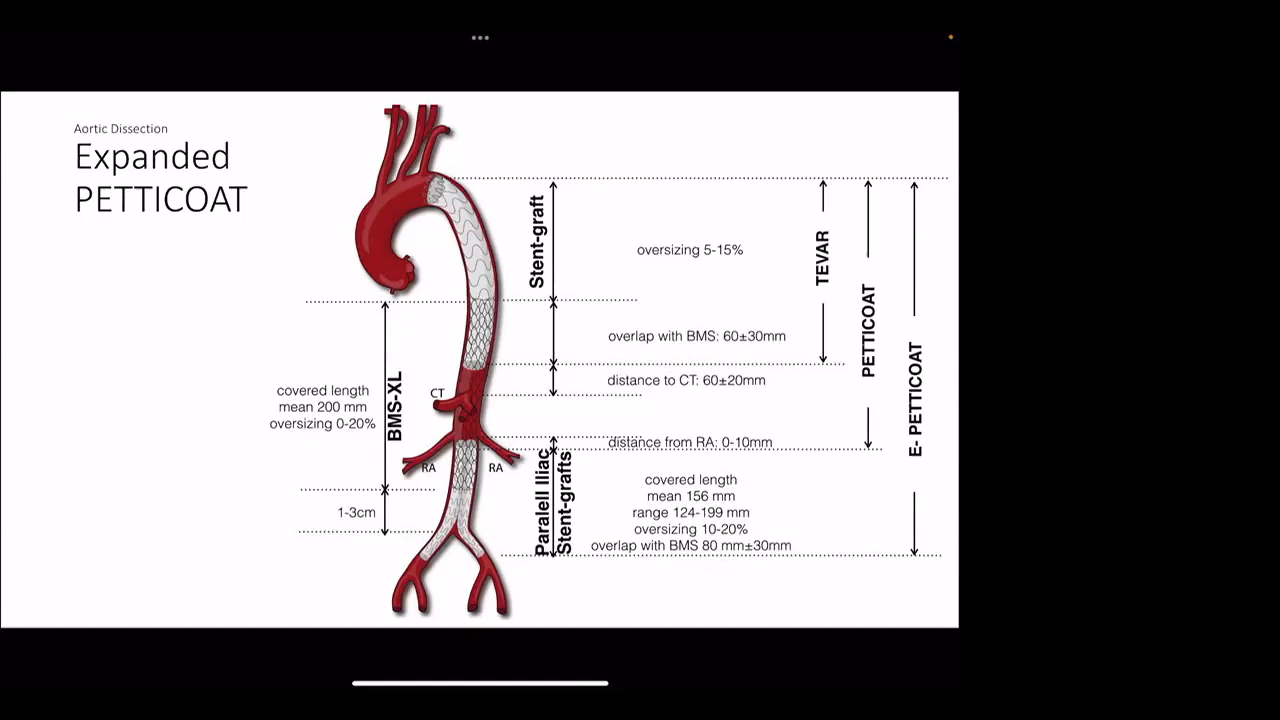 Aortic Dissection
Expanded
PETTICOAT
Stent-graft
oversizing 5-15%
TEVAR
PETTICOAT
E- PETTICOAT
overlap with BMS: 60±30mm
distance to CT: 60±20mm
CT
covered length
mean 200 mm
oversizing 0-20%
BMS-XL
distance from RA: 0-10mm
RA
RA
1-3cm
Paralell Iliac
Stent-grafts
covered length
mean 156 mm
range 124-199 mm
oversizing 10-20%
overlap with BMS 80 mm±30mm